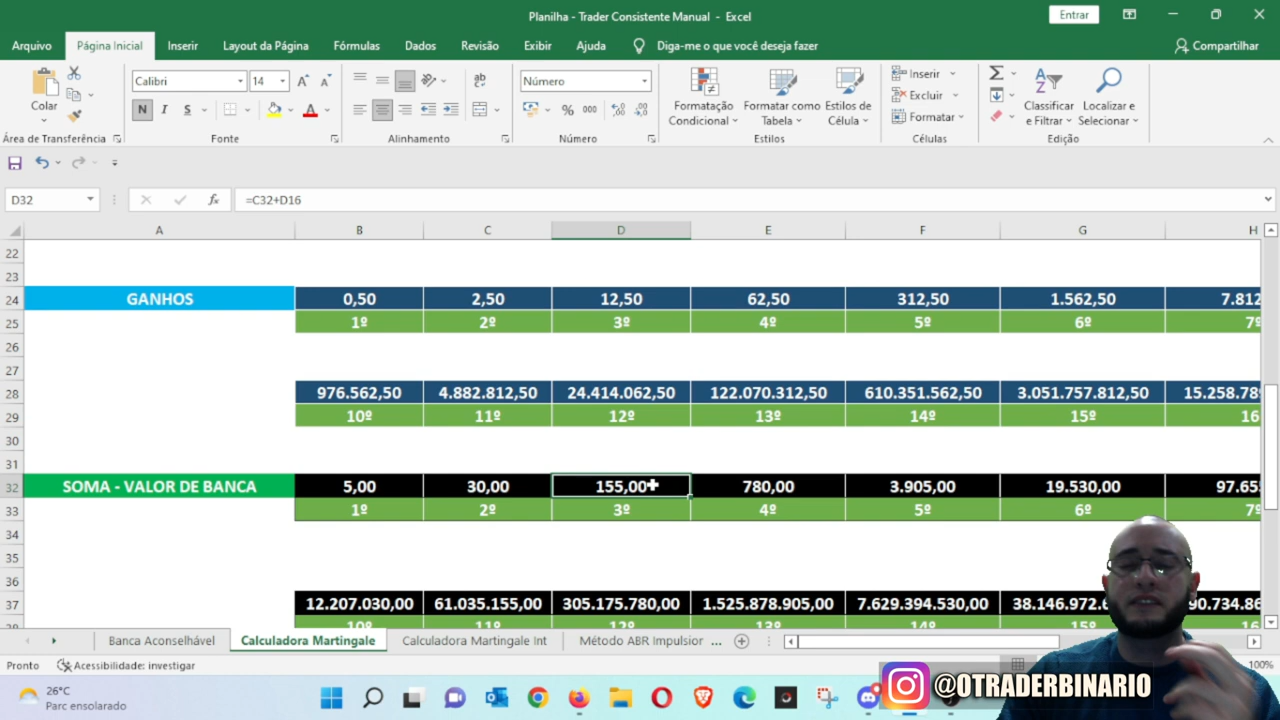 Planilha - Trader Consistente Manual - Excel
Entrar
Arquivo Página Inicial Inserir Layout da Página Fórmulas Dados Revisão Exibir Ajuda Diga-me o que você deseja fazer Compartilhar
Colar
Calibri 14
N I S
ab
Número
% 000
Formatação Condicional
Formatar como Tabela
Estilos de Célula
Inserir
Excluir
Formatar
Classificar e Filtrar
Localizar e Selecionar
Área de Transferência Fonte Alinhamento Número Estilos Células Edição
D32 fx =C32+D16
A B C D E F G H
22
23
24 GANHOS 0,50 2,50 12,50 62,50 312,50 1.562,50 7.812
25 1º 2º 3º 4º 5º 6º 7º
26
27
28 976.562,50 4.882.812,50 24.414.062,50 122.070.312,50 610.351.562,50 3.051.757.812,50 15.258.789
29 10º 11º 12º 13º 14º 15º 16
30
31
32 SOMA - VALOR DE BANCA 5,00 30,00 155,00 780,00 3.905,00 19.530,00 97.65
33 1º 2º 3º 4º 5º 6º 7º
34
35
36
37 12.207.030,00 61.035.155,00 305.175.780,00 1.525.878.905,00 7.629.394.530,00 38.146.972 90.734.86
Banca Aconselhável Calculadora Martingale Calculadora Martingale Int Método ABR Impulsior ...
Pronto Acessibilidade: investigar 100%
26°C
Parc ensolarado
@OTRADERBINARIO